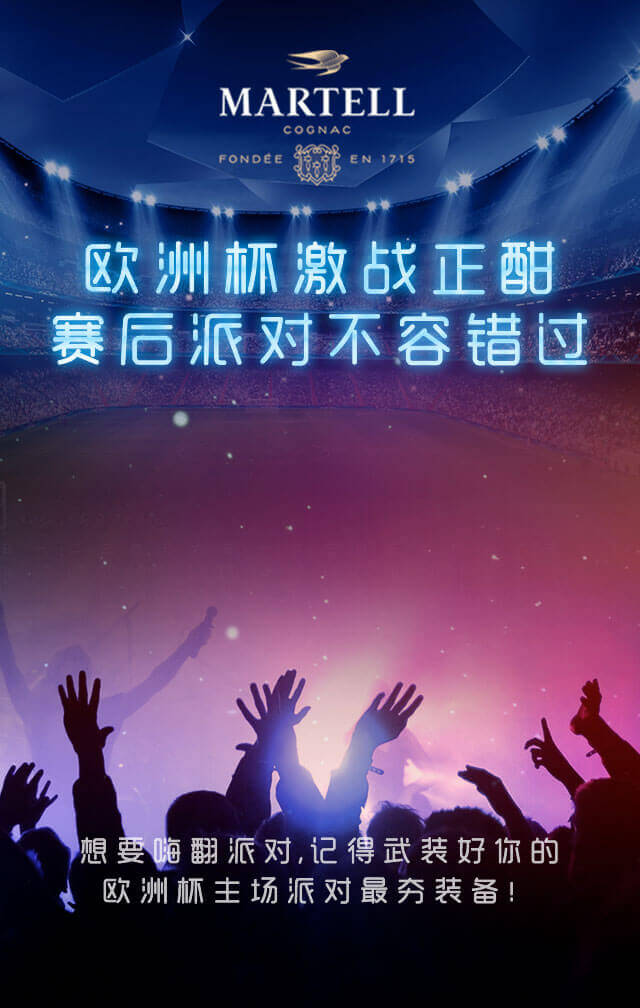 MARTELL
COGNAC
FONDÉE EN 1715
欧洲杯激战正酣
赛后派对不容错过
想要嗨翻派对,记得武装好你的
欧洲杯主场派对最夯装备!